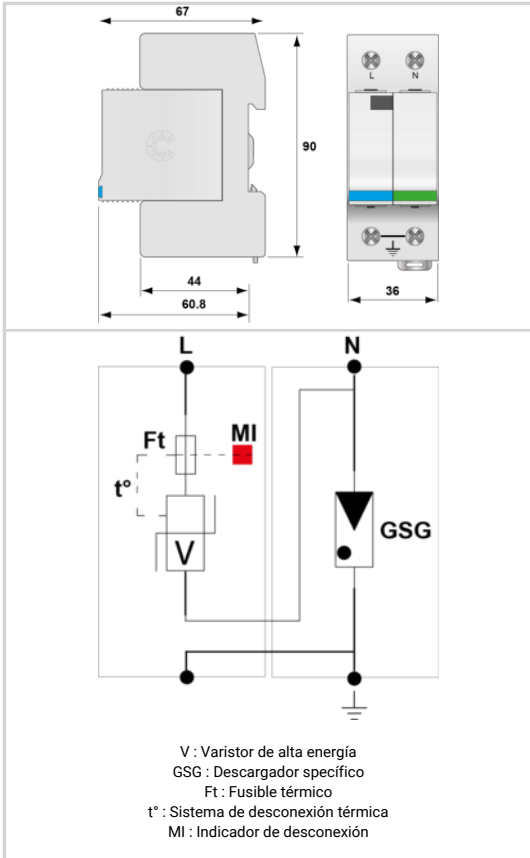 67
L N
90
44
60.8
36
L N
Ft MI
t°
V
GSG
V : Varistor de alta energía
GSG : Descargador specífico
Ft : Fusible térmico
t° : Sistema de desconexión térmica
MI : Indicador de desconexión